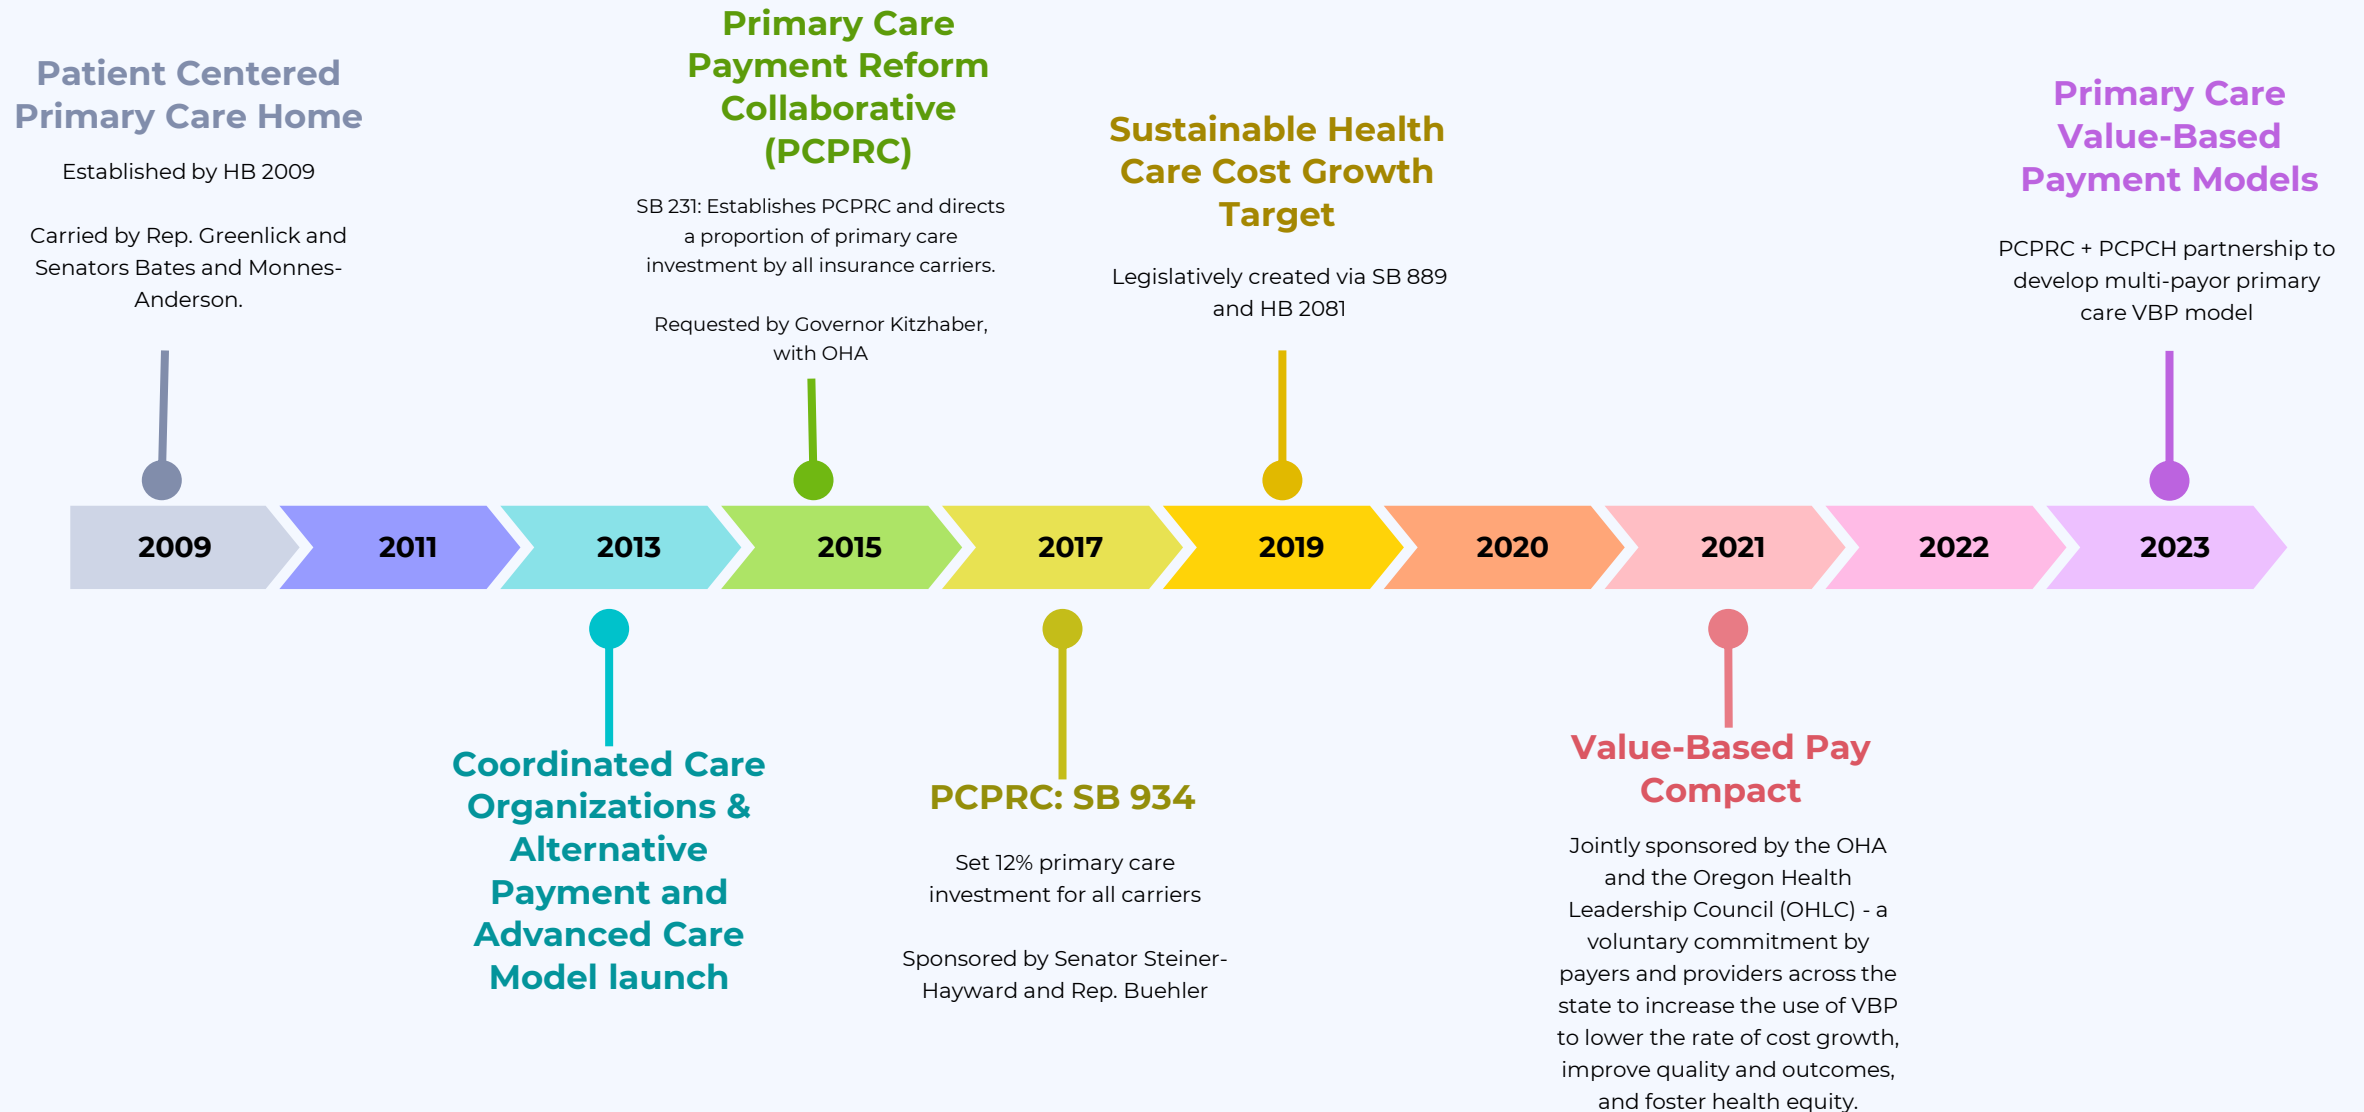 Patient Centered
Primary Care Home
Established by HB 2009
Carried by Rep. Greenlick and
Senators Bates and Monnes-
Anderson.
Primary Care
Payment Reform
Collaborative
(PCPRC)
SB 231: Establishes PCPRC and directs
a proportion of primary care
investment by all insurance carriers.
Requested by Governor Kitzhaber,
with OHA
Sustainable Health
Care Cost Growth
Target
Legislatively created via SB 889
and HB 2081
Primary Care
Value-Based
Payment Models
PCPRC + PCPCH partnership to
develop multi-payor primary
care VBP model
2009
2011
2013
2015
2017
2019
2020
2021
2022
2023
Coordinated Care
Organizations &
Alternative
Payment and
Advanced Care
Model launch
PCPRC: SB 934
Set 12% primary care
investment for all carriers
Sponsored by Senator Steiner-
Hayward and Rep. Buehler
Value-Based Pay
Compact
Jointly sponsored by the OHA
and the Oregon Health
Leadership Council (OHLC) - a
voluntary commitment by
payers and providers across the
state to increase the use of VBP
to lower the rate of cost growth,
improve quality and outcomes,
and foster health equity.